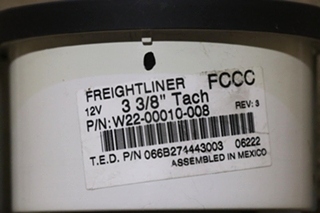 FREIGHTLINER FCCC
12V 3 3/8" Tach
P/N: W22-00010-008 REV: 3
T.E.D. P/N 066B274443003 06222
ASSEMBLED IN MEXICO